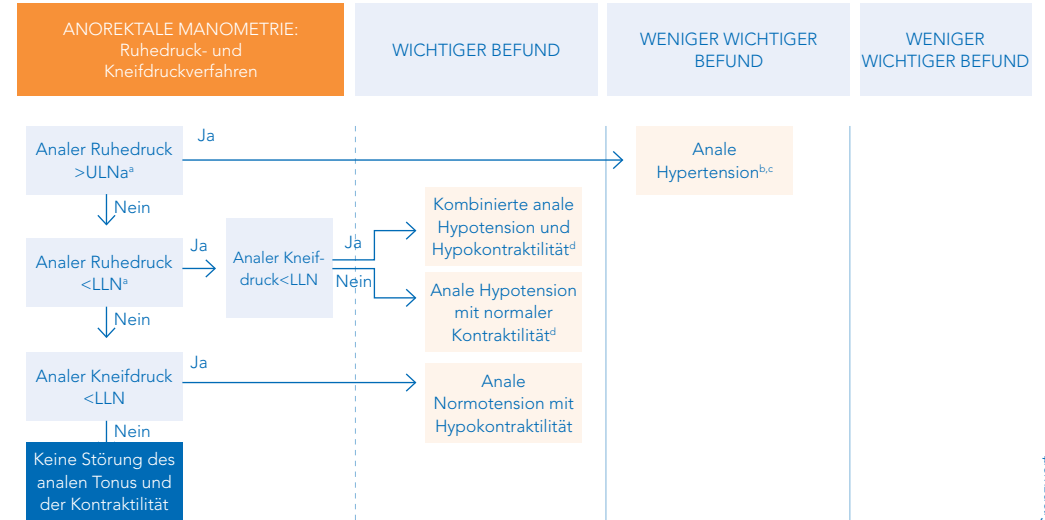 ANOREKTALE MANOMETRIE:
Ruhedruck- und
Kneifdruckverfahren
WICHTIGER BEFUND
WENIGER WICHTIGER
BEFUND
WENIGER
WICHTIGER BEFUND
Analer Ruhedruck
>ULNaᵃ
Ja
Anale
Hypertensionᵇ,ᶜ
Nein
Analer Ruhedruck
<LLNᵃ
Ja
Analer Kneif-
druck<LLN
Ja
Kombinierte anale
Hypotension und
Hypokontraktilitätᵈ
Nein
Anale Hypotension
mit normaler
Kontraktilitätᵈ
Nein
Analer Kneifdruck
<LLN
Ja
Anale
Normotension mit
Hypokontraktilität
Nein
Keine Störung des
analen Tonus und
der Kontraktilität